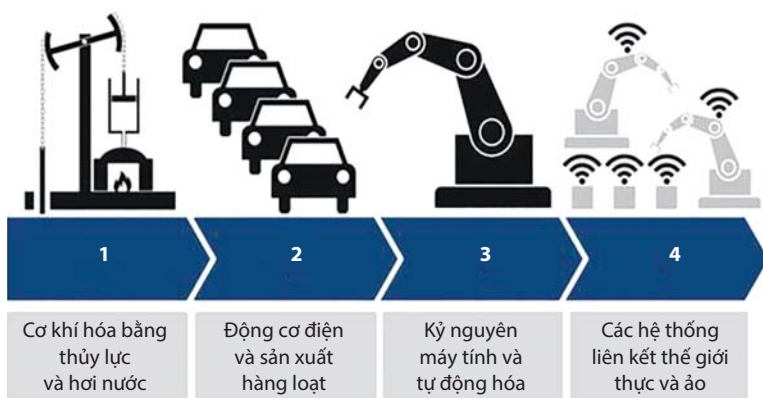 1
2
3
4
Cơ khí hóa bằng
thủy lực
và hơi nước
Động cơ điện
và sản xuất
hàng loạt
Kỷ nguyên
máy tính và
tự động hóa
Các hệ thống
liên kết thế giới
thực và ảo